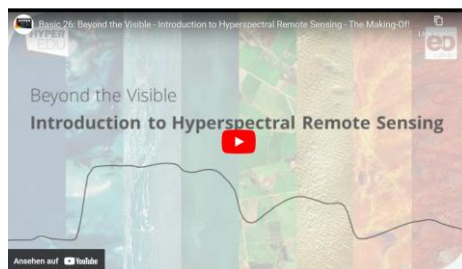 Basic 26: Beyond the Visible - Introduction to Hyperspectral Remote Sensing - The Making-Of!
HYPER
EDU
eo
Beyond the Visible
Introduction to Hyperspectral Remote Sensing
Ansehen auf YouTube